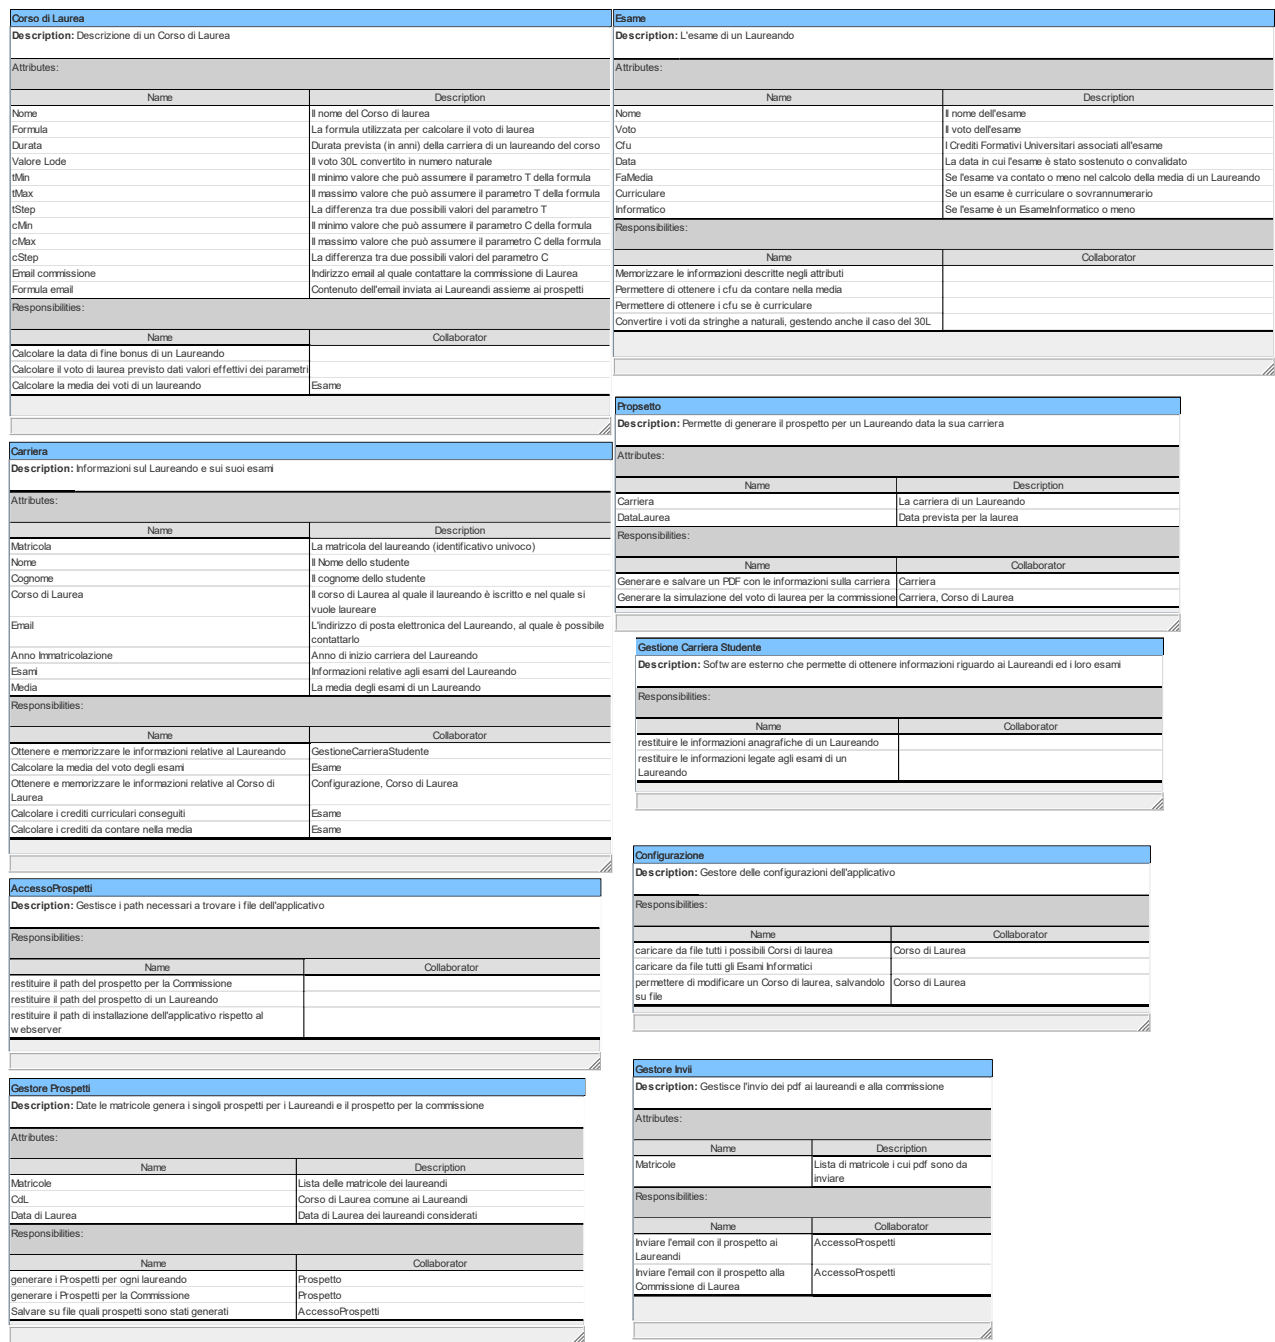 Corso di Laurea
Description: Descrizione di un Corso di Laurea
Attributes:
Name Description
Nome Il nome del Corso di laurea
Formula La formula utilizzata per calcolare il voto di laurea
Durata Durata prevista (in anni) della carriera di un laureando del corso
Valore Lode Il voto 30L convertito in numero naturale
tMin Il minimo valore che può assumere il parametro T della formula
tMax Il massimo valore che può assumere il parametro T della formula
tStep La differenza tra due possibili valori del parametro T
cMin Il minimo valore che può assumere il parametro C della formula
cMax Il massimo valore che può assumere il parametro C della formula
cStep La differenza tra due possibili valori del parametro C
Email commissione Indirizzo email al quale contattare la commissione di Laurea
Formula email Contenuto dell'email inviata ai Laureandi assieme ai prospetti
Responsibilities:
Name Collaborator
Calcolare la data di fine bonus di un Laureando
Calcolare il voto di laurea previsto dati valori effettivi dei parametri
Calcolare la media dei voti di un laureando Esame
Esame
Description: L'esame di un Laureando
Attributes:
Name Description
Nome Il nome dell'esame
Voto Il voto dell'esame
Cfu I Crediti Formativi Universitari associati all'esame
Data La data in cui l'esame è stato sostenuto o convalidato
FaMedia Se l'esame va contato o meno nel calcolo della media di un Laureando
Curriculare Se un esame è curriculare o sovrannumerario
Informatico Se l'esame è un EsameInformatico o meno
Responsibilities:
Name Collaborator
Memorizzare le informazioni descritte negli attributi
Permettere di ottenere i cfu da contare nella media
Permettere di ottenere i cfu se è curriculare
Convertire i voti da stringhe a naturali, gestendo anche il caso del 30L
Propsetto
Description: Permette di generare il prospetto per un Laureando data la sua carriera
Attributes:
Name Description
Carriera La carriera di un Laureando
DataLaurea Data prevista per la laurea
Responsibilities:
Name Collaborator
Generare e salvare un PDF con le informazioni sulla carriera Carriera
Generare la simulazione del voto di laurea per la commissione Carriera, Corso di Laurea
Carriera
Description: Informazioni sul Laureando e sui suoi esami
Attributes:
Name Description
Matricola La matricola del laureando (identificativo univoco)
Nome Il Nome dello studente
Cognome Il cognome dello studente
Corso di Laurea Il corso di Laurea al quale il laureando è iscritto e nel quale si
vuole laureare
Email L'indirizzo di posta elettronica del Laureando, al quale è possibile
contattarlo
Anno Immatricolazione Anno di inizio carriera del Laureando
Esami Informazioni relative agli esami del Laureando
Media La media degli esami di un Laureando
Responsibilities:
Name Collaborator
Ottenere e memorizzare le informazioni relative al Laureando GestioneCarrieraStudente
Calcolare la media del voto degli esami Esame
Ottenere e memorizzare le informazioni relative al Corso di Configurazione, Corso di Laurea
Laurea
Calcolare i crediti curriculari conseguiti Esame
Calcolare i crediti da contare nella media Esame
Gestione Carriera Studente
Description: Software esterno che permette di ottenere informazioni riguardo ai Laureandi ed i loro esami
Responsibilities:
Name Collaborator
restituire le informazioni anagrafiche di un Laureando
restituire le informazioni legate agli esami di un
Laureando
Configurazione
Description: Gestore delle configurazioni dell'applicativo
Responsibilities:
Name Collaborator
caricare da file tutti i possibili Corsi di laurea Corso di Laurea
caricare da file tutti gli Esami Informatici
permettere di modificare un Corso di laurea, salvandolo Corso di Laurea
su file
AccessoProspetti
Description: Gestisce i path necessari a trovare i file dell'applicativo
Responsibilities:
Name Collaborator
restituire il path del prospetto per la Commissione
restituire il path del prospetto di un Laureando
restituire il path di installazione dell'applicativo rispetto al
webserver
Gestore Prospetti
Description: Date le matricole genera i singoli prospetti per i Laureandi e il prospetto per la commissione
Attributes:
Name Description
Matricole Lista delle matricole dei laureandi
CdL Corso di Laurea comune ai Laureandi
Data di Laurea Data di Laurea dei laureandi considerati
Responsibilities:
Name Collaborator
generare i Prospetti per ogni laureando Prospetto
generare i Prospetti per la Commissione Prospetto
Salvare su file quali prospetti sono stati generati AccessoProspetti
Gestore Invii
Description: Gestisce l'invio dei pdf ai laureandi e alla commissione
Attributes:
Name Description
Matricole Lista di matricole i cui pdf sono da
inviare
Responsibilities:
Name Collaborator
Inviare l'email con il prospetto ai AccessoProspetti
Laureandi
Inviare l'email con il prospetto alla AccessoProspetti
Commissione di Laurea